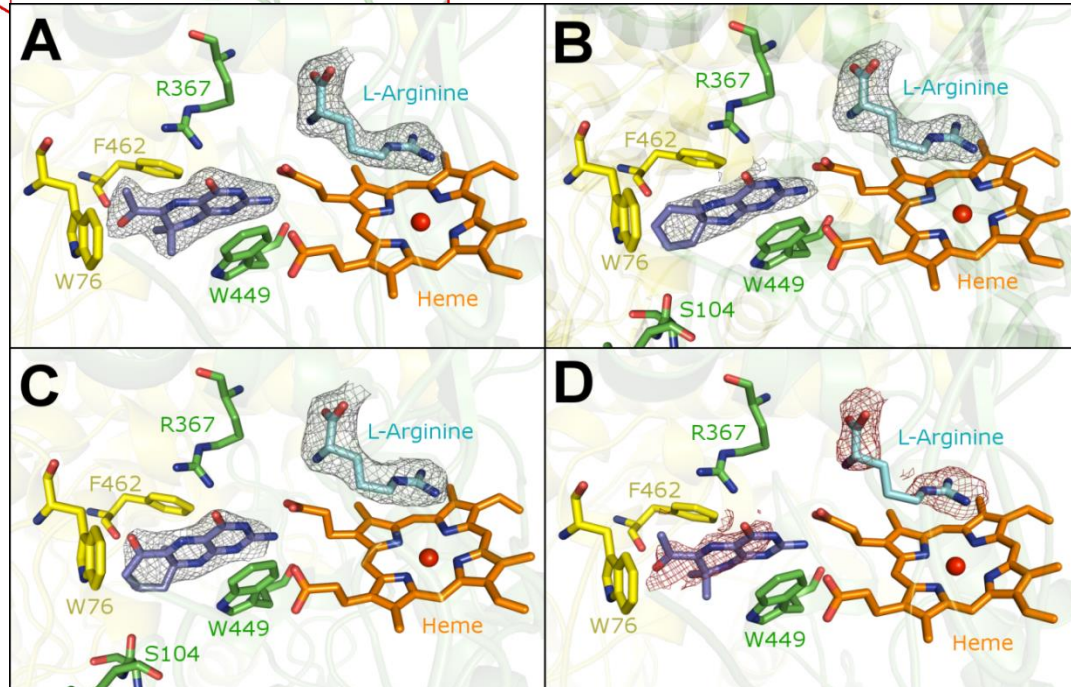 A
R367
L-Arginine
F462
W76
W449
Heme
B
R367
L-Arginine
F462
W76
W449
Heme
S104
C
R367
L-Arginine
F462
W76
W449
Heme
S104
D
R367
L-Arginine
F462
W76
W449
Heme